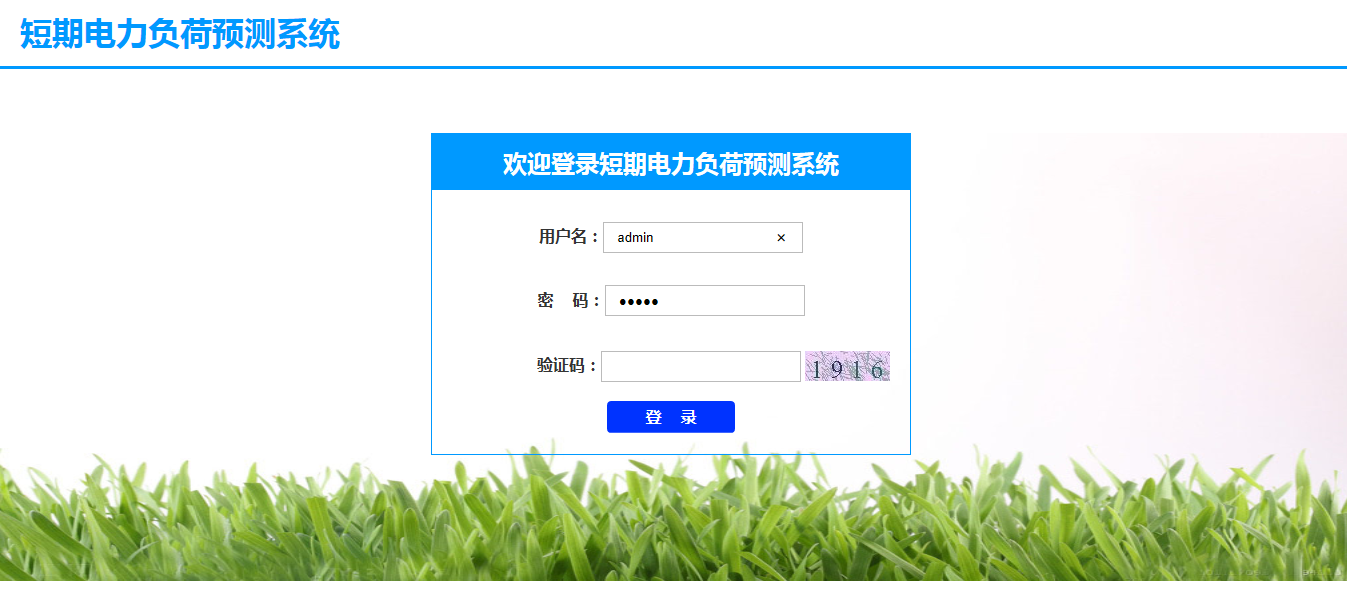 短期电力负荷预测系统
欢迎登录短期电力负荷预测系统
用户名： admin ×
密 码： •••••
验证码： 1916
登 录